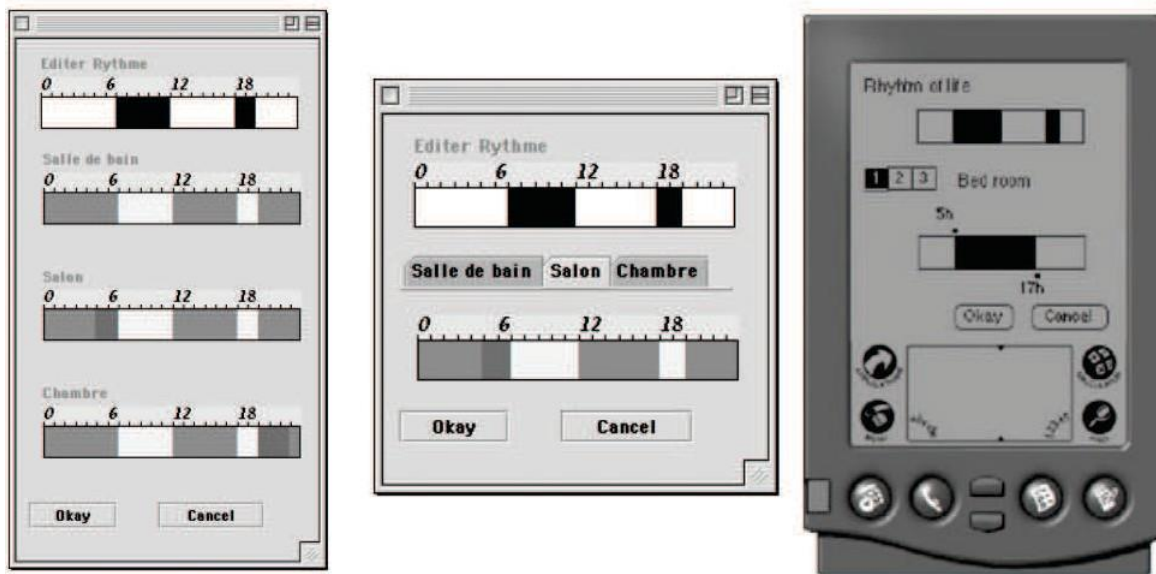 Editer Rythme
0 6 12 18
Salle de bain
0 6 12 18
Salon
0 6 12 18
Chambre
0 6 12 18
Okay Cancel
Editer Rythme
0 6 12 18
Salle de bain Salon Chambre
0 6 12 18
Okay Cancel
Rhythm of life
1 2 3 Bed room
5h
17h
Okay Cancel